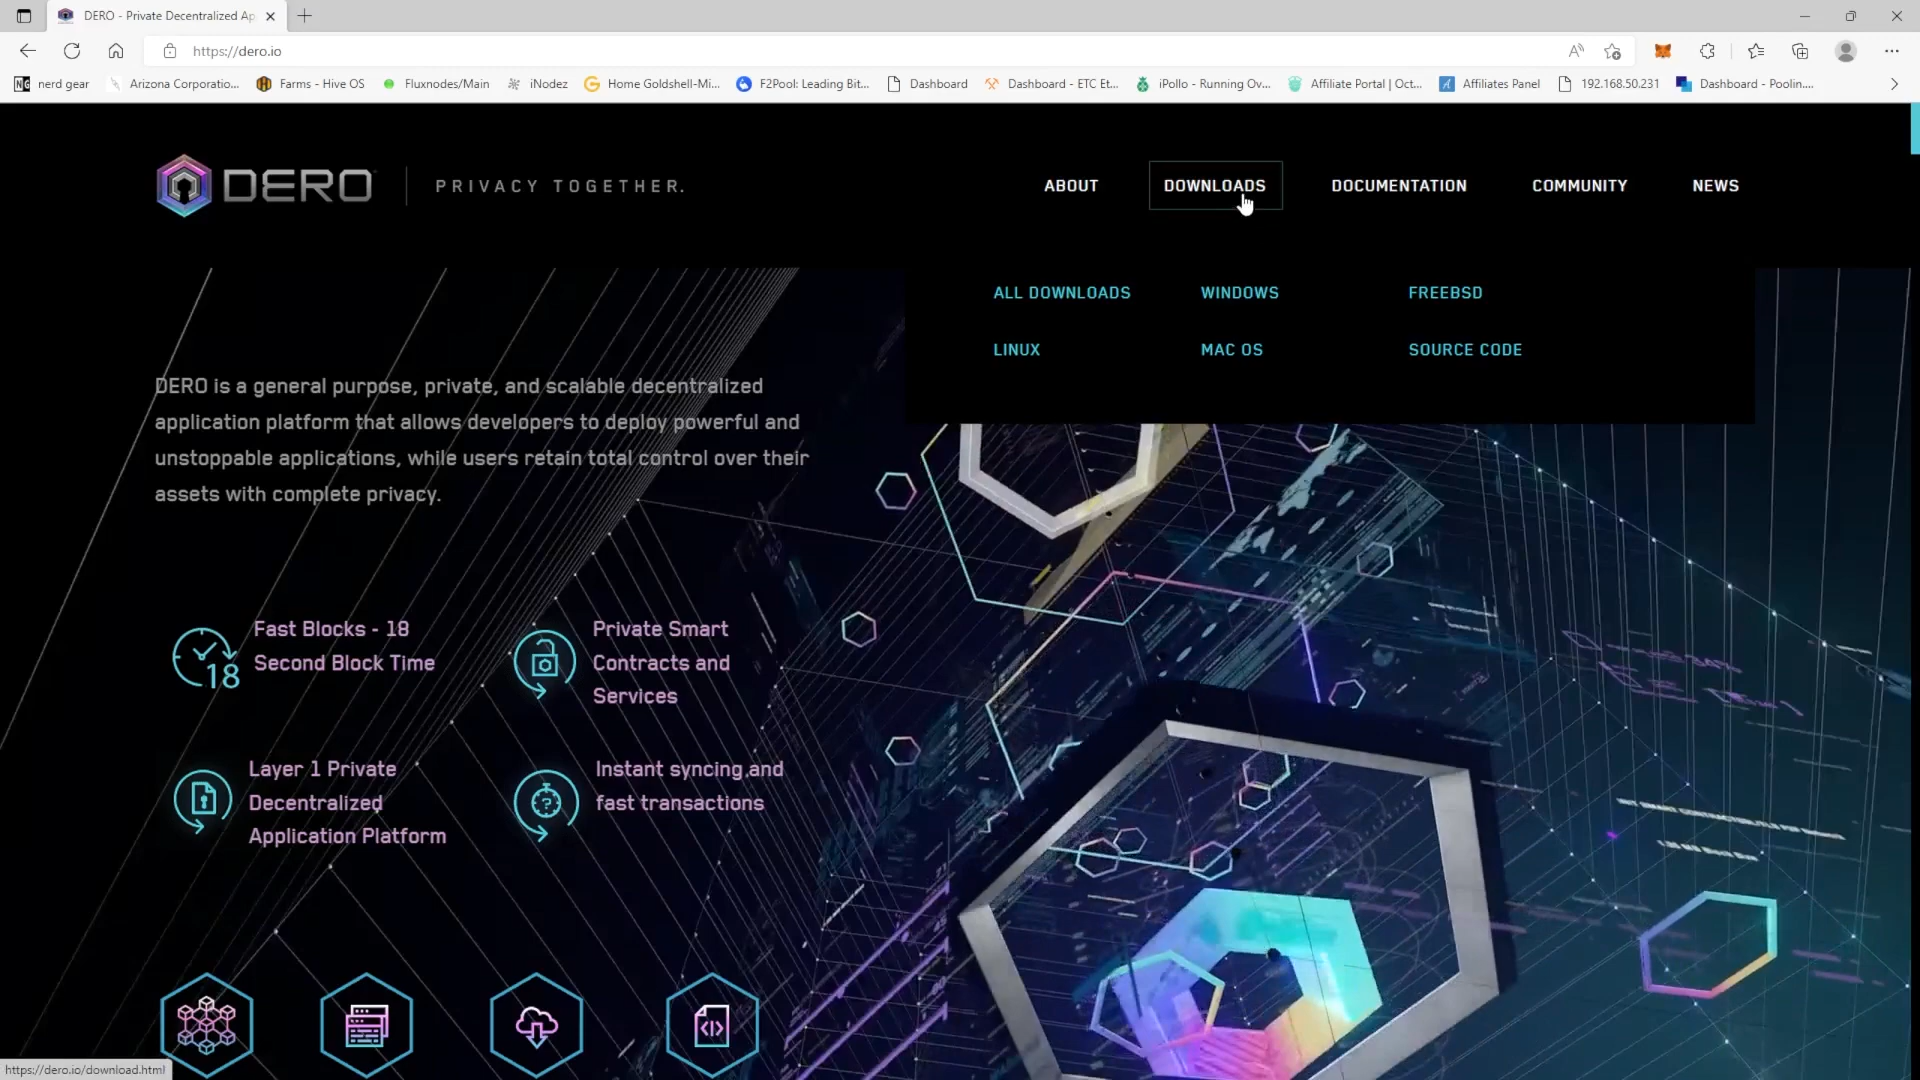 DERO - Private Decentralized Ap
https://dero.io
nerd gear
Arizona Corporatio...
Farms - Hive OS
Fluxnodes/Main
iNodez
Home Goldshell-Mi...
F2Pool: Leading Bit...
Dashboard
Dashboard - ETC Et...
iPollo - Running Ov...
Affiliate Portal | Oct...
Affiliates Panel
192.168.50.231
Dashboard - Poolin....
DERO
PRIVACY TOGETHER.
ABOUT
DOWNLOADS
DOCUMENTATION
COMMUNITY
NEWS
ALL DOWNLOADS
WINDOWS
FREEBSD
LINUX
MAC OS
SOURCE CODE
DERO is a general purpose, private, and scalable decentralized
application platform that allows developers to deploy powerful and
unstoppable applications, while users retain total control over their
assets with complete privacy.
18
Fast Blocks - 18
Second Block Time
Private Smart
Contracts and
Services
Layer 1 Private
Decentralized
Application Platform
Instant syncing and
fast transactions
https://dero.io/download.html